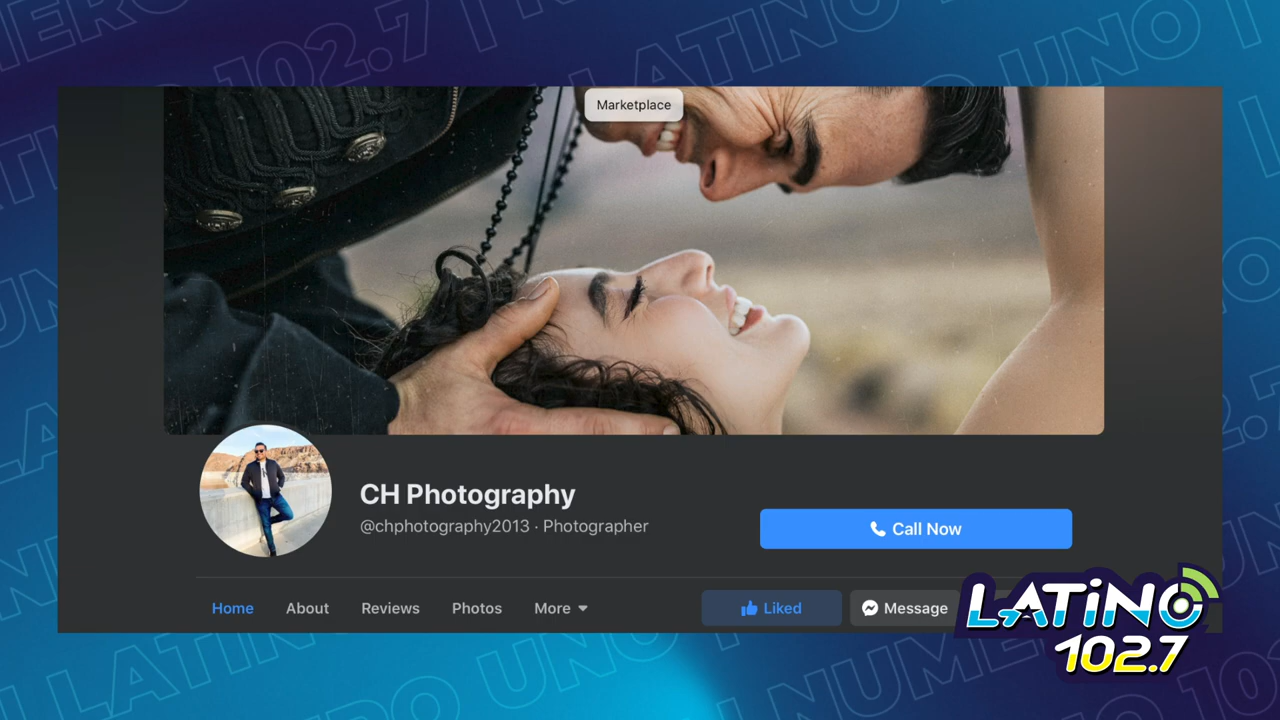 Marketplace
CH Photography
@chphotography2013 · Photographer
Call Now
Home
About
Reviews
Photos
More
Liked
Message
LATiNO
102.7